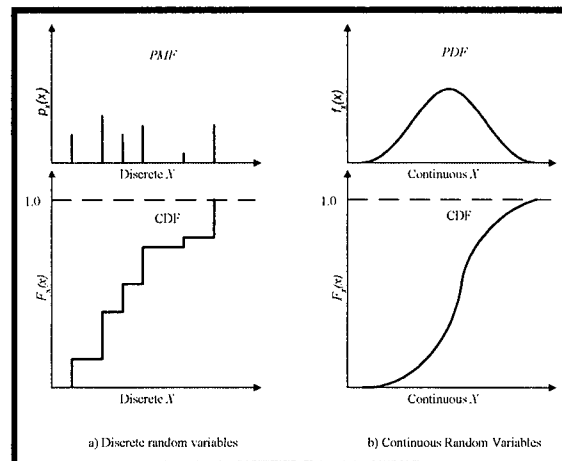 PMF
p_x(x)
Discrete X
1.0
CDF
F_x(x)
Discrete X
a) Discrete random variables
PDF
f_x(x)
Continuous X
1.0
CDF
F_x(x)
Continuous X
b) Continuous Random Variables